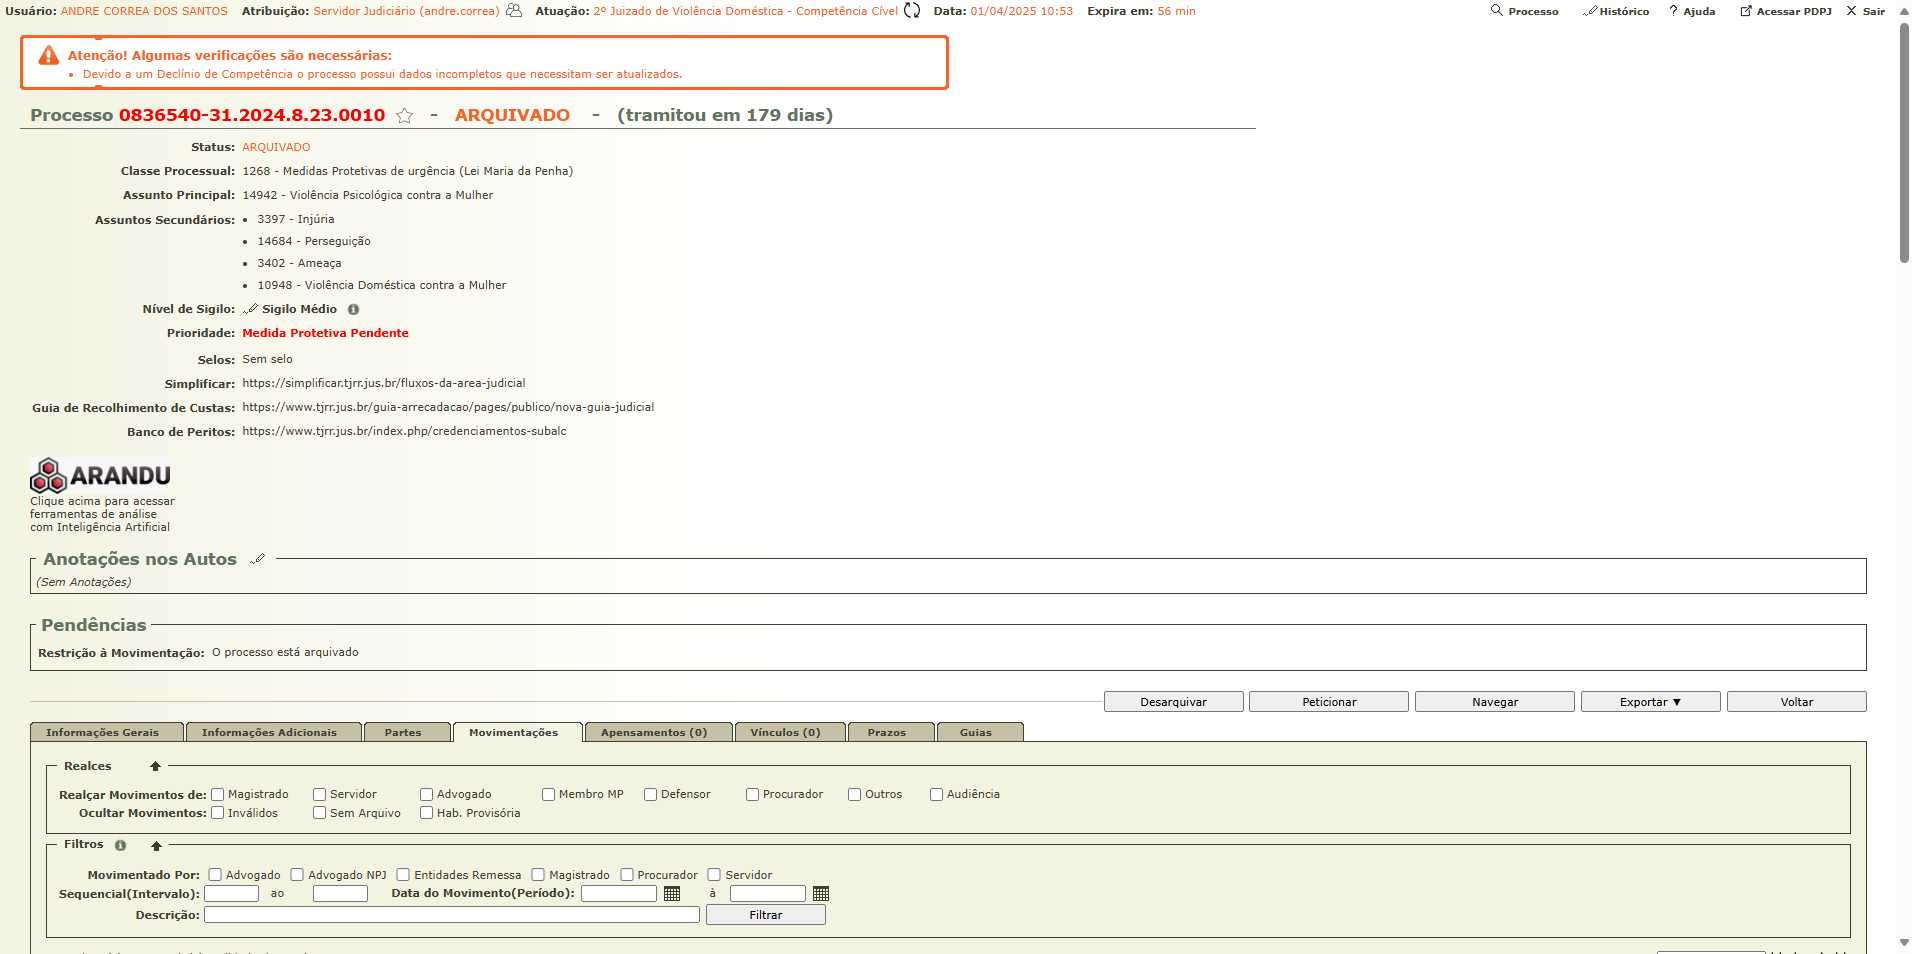 Usuário: ANDRE CORREA DOS SANTOS Atribuição: Servidor Judiciário (andre.correa) Atuação: 2º Juizado de Violência Doméstica - Competência Cível Data: 01/04/2025 10:53 Expira em: 56 min Processo Histórico ? Ajuda Acessar PDPJ X Sair
Atenção! Algumas verificações são necessárias:
• Devido a um Declínio de Competência o processo possui dados incompletos que necessitam ser atualizados.
Processo 0836540-31.2024.8.23.0010 - ARQUIVADO - (tramitou em 179 dias)
Status: ARQUIVADO
Classe Processual: 1268 - Medidas Protetivas de urgência (Lei Maria da Penha)
Assunto Principal: 14942 - Violência Psicológica contra a Mulher
Assuntos Secundários: • 3397 - Injúria
• 14684 - Perseguição
• 3402 - Ameaça
• 10948 - Violência Doméstica contra a Mulher
Nível de Sigilo: Sigilo Médio
Prioridade: Medida Protetiva Pendente
Selos: Sem selo
Simplificar: https://simplificar.tjrr.jus.br/fluxos-da-area-judicial
Guia de Recolhimento de Custas: https://www.tjrr.jus.br/guia-arrecadacao/pages/publico/nova-guia-judicial
Banco de Peritos: https://www.tjrr.jus.br/index.php/credenciamentos-subalc
ARANDU
Clique acima para acessar
ferramentas de análise
com Inteligência Artificial
Anotações nos Autos
(Sem Anotações)
Pendências
Restrição à Movimentação: O processo está arquivado
Desarquivar Peticionar Navegar Exportar ▼ Voltar
Informações Gerais Informações Adicionais Partes Movimentações Apensamentos (0) Vínculos (0) Prazos Guias
Realces
Realçar Movimentos de: Magistrado Servidor Advogado Membro MP Defensor Procurador Outros Audiência
Ocultar Movimentos: Inválidos Sem Arquivo Hab. Provisória
Filtros
Movimentado Por: Advogado Advogado NPJ Entidades Remessa Magistrado Procurador Servidor
Sequencial(Intervalo): ao Data do Movimento(Período): à
Descrição: Filtrar